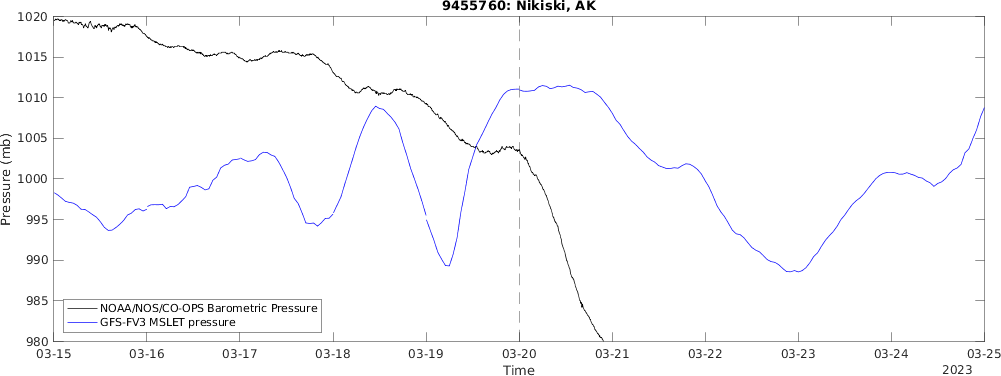 9455760: Nikiski, AK
1020
1015
1010
1005
1000
995
990
985
980
Pressure (mb)
NOAA/NOS/CO-OPS Barometric Pressure
GFS-FV3 MSLET pressure
03-15 03-16 03-17 03-18 03-19 03-20 03-21 03-22 03-23 03-24 03-25
Time
2023